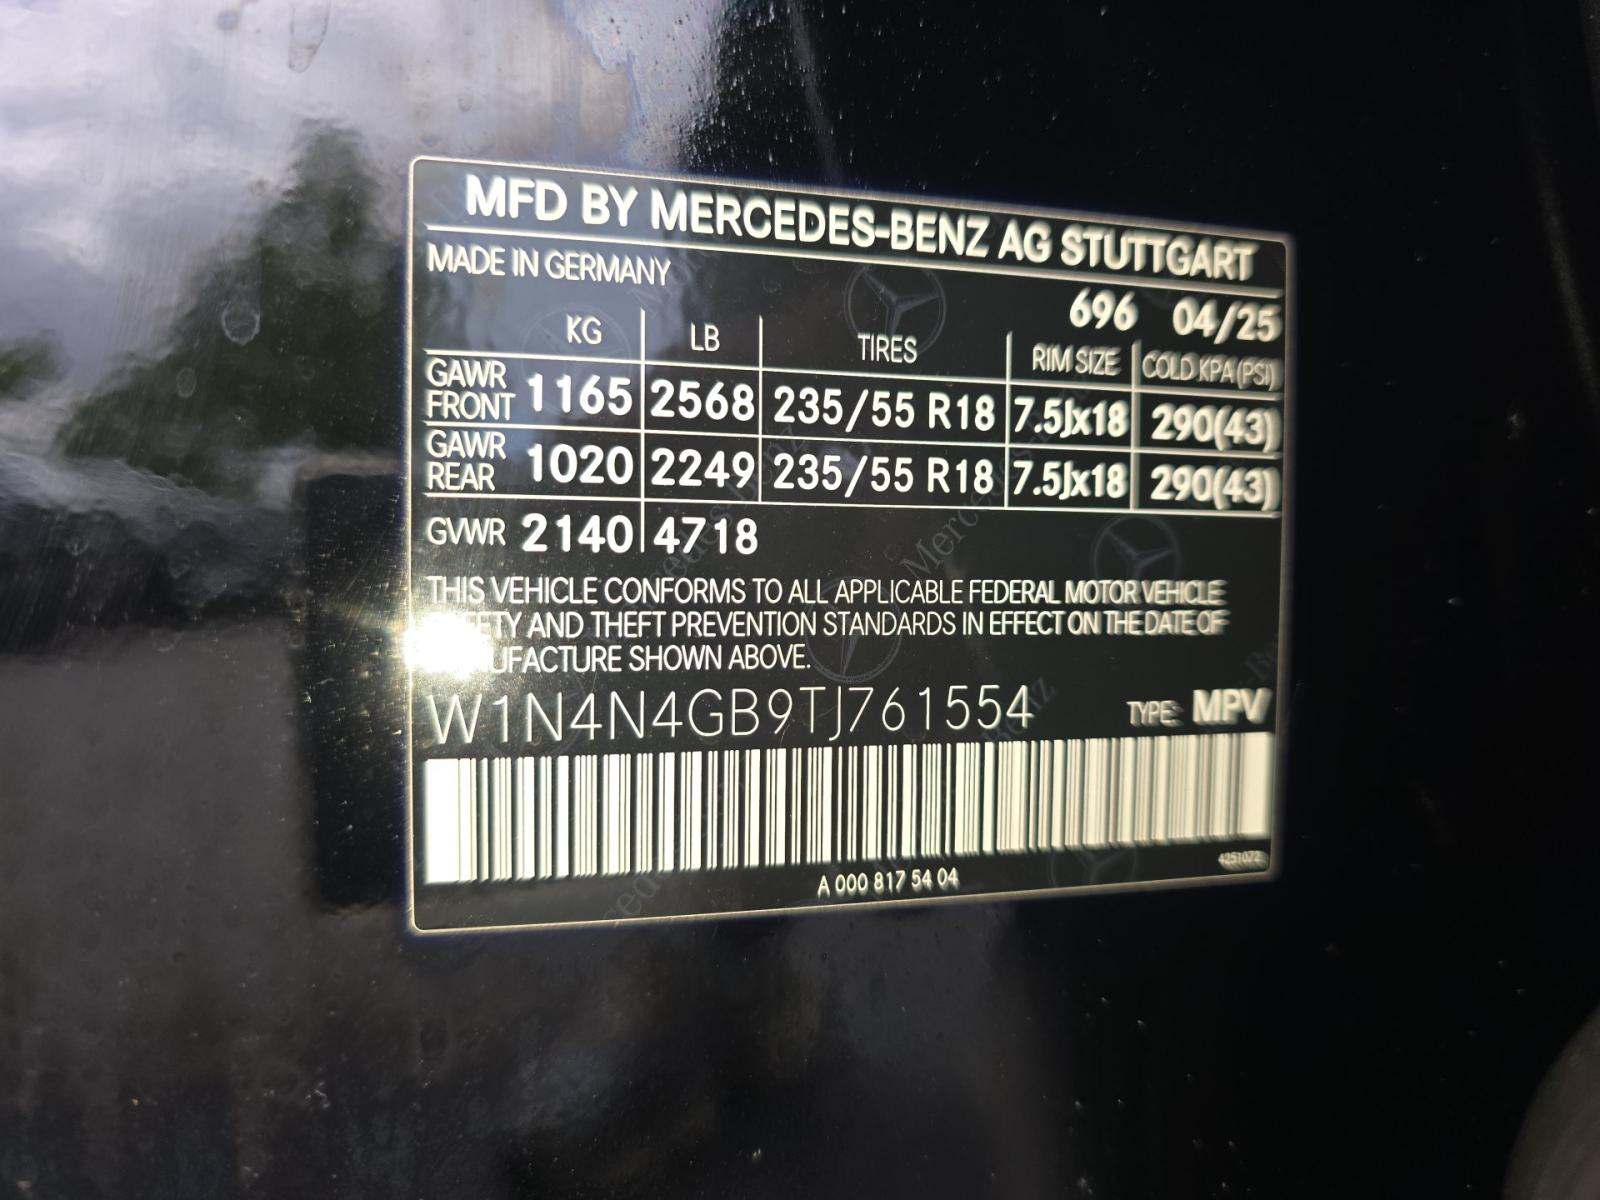 MFD BY MERCEDES-BENZ AG STUTTGART
MADE IN GERMANY
696 04/25
KG LB TIRES RIM SIZE COLD KPA (PSI)
GAWR FRONT 1165 2568 235/55 R18 7.5Jx18 290(43)
GAWR REAR 1020 2249 235/55 R18 7.5Jx18 290(43)
GVWR 2140 4718
THIS VEHICLE CONFORMS TO ALL APPLICABLE FEDERAL MOTOR VEHICLE
AND THEFT PREVENTION STANDARDS IN EFFECT ON THE DATE OF
SHOWN ABOVE.
W1N4N4GB9TJ761554 TYPE: MPV
4251072
A 000 817 54 04